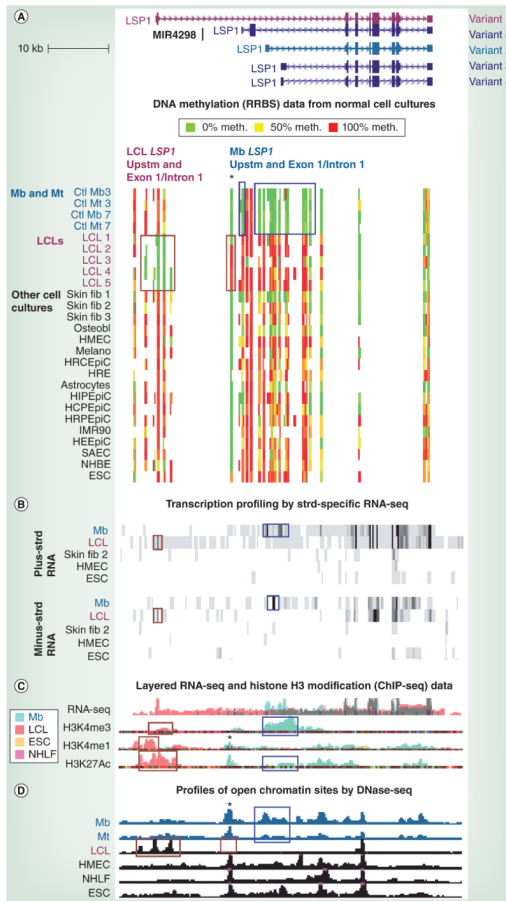 A
LSP1
Variant
MIR4298
LSP1
Variant
10 kb
LSP1
Variant
LSP1
Variant
LSP1
Variant
DNA methylation (RRBS) data from normal cell cultures
0% meth.
50% meth.
100% meth.
LCL LSP1
Upstm and
Exon 1/Intron 1
Mb LSP1
Upstm and Exon 1/Intron 1
*
Mb and Mt
Ctl Mb3
Ctl Mt 3
Ctl Mb 7
Ctl Mt 7
LCLs
LCL 1
LCL 2
LCL 3
LCL 4
LCL 5
Other cell
cultures
Skin fib 1
Skin fib 2
Skin fib 3
Osteobl
HMEC
Melano
HRCEpiC
HRE
Astrocytes
HIPEpiC
HCPEpiC
HRPEpiC
IMR90
HEEpiC
SAEC
NHBE
ESC
B
Transcription profiling by strd-specific RNA-seq
Plus-strd
RNA
Mb
LCL
Skin fib 2
HMEC
ESC
Minus-strd
RNA
Mb
LCL
Skin fib 2
HMEC
ESC
C
Layered RNA-seq and histone H3 modification (ChIP-seq) data
Mb
LCL
ESC
NHLF
RNA-seq
H3K4me3
*
H3K4me1
*
H3K27Ac
D
Profiles of open chromatin sites by DNase-seq
*
Mb
Mt
LCL
HMEC
NHLF
ESC